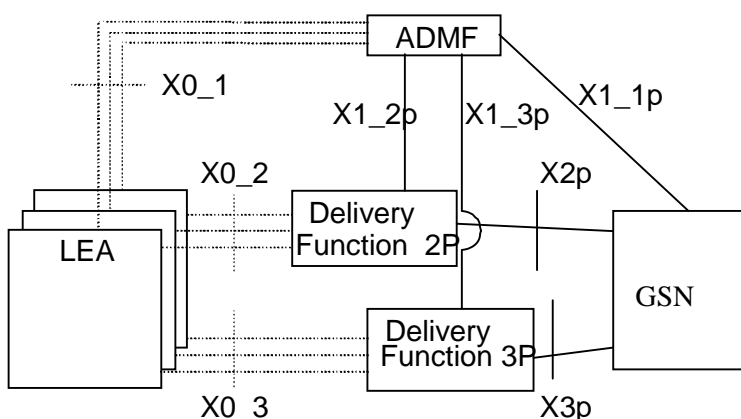 ADMF
X0_1
X1_2p
X1_3p
X1_1p
X0_2
X2p
Delivery
Function 2P
LEA
GSN
Delivery
Function 3P
X0_3
X3p